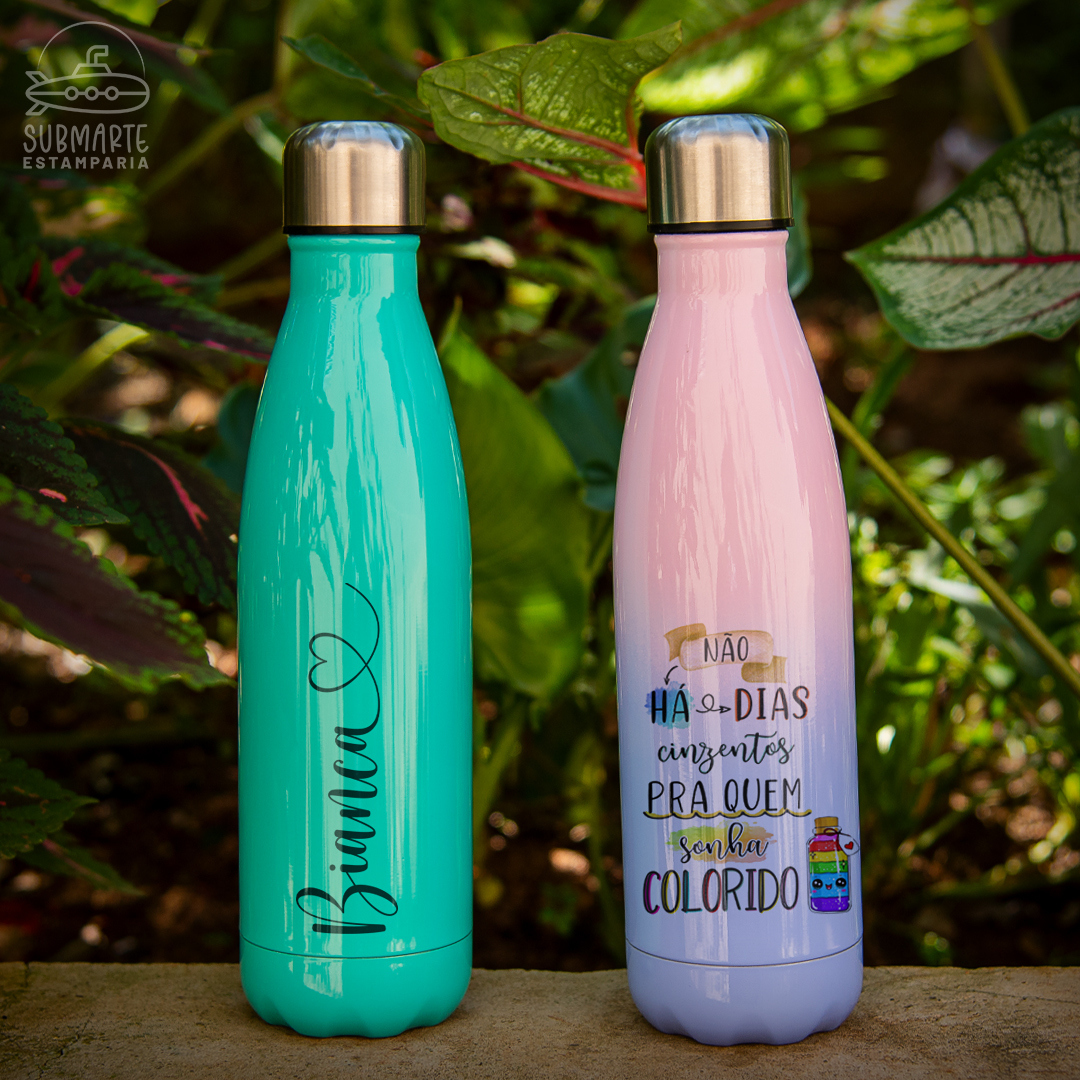 SUBMARTE
ESTAMPARIA
Bianca
NÃO
HÁ DIAS
cinzentos
PRA QUEM
sonha
COLORIDO